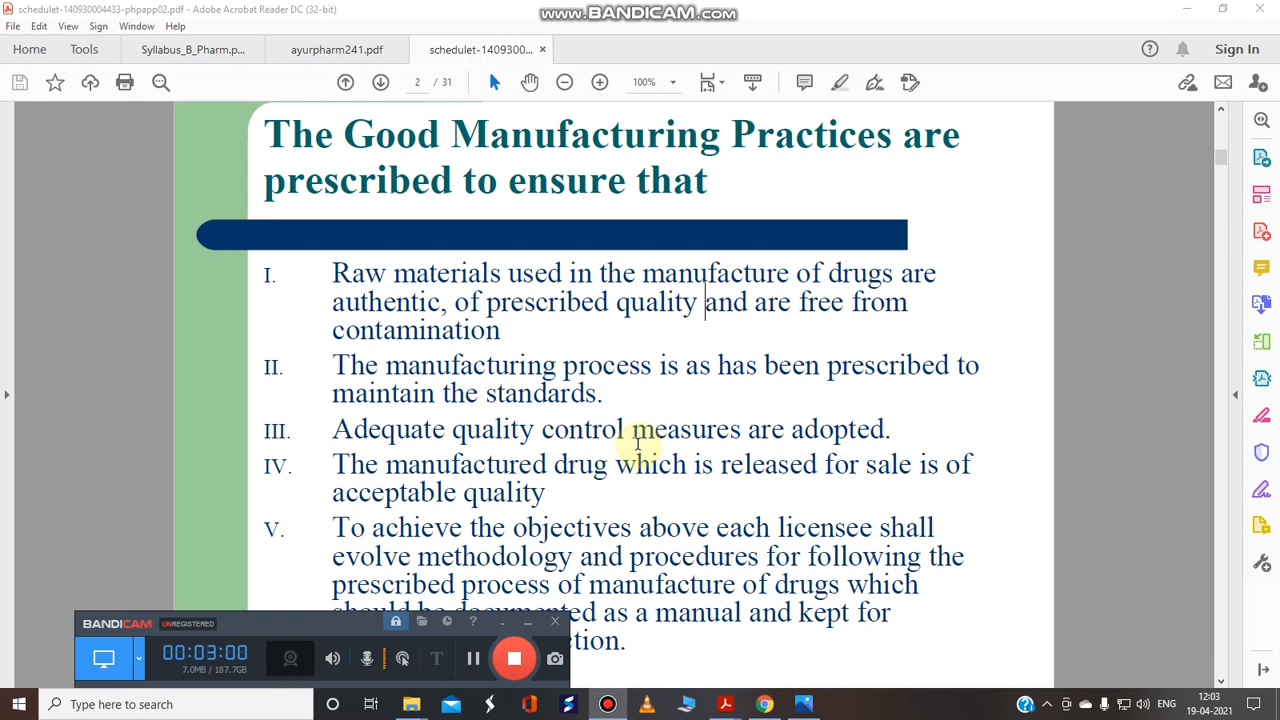 schedulet-140930004433-phpapp02.pdf - Adobe Acrobat Reader DC (32-bit)
www.BANDICAM.com
File Edit View Sign Window Help
Home Tools Syllabus_B_Pharm.p... ayurpharm241.pdf schedulet-140930... × Sign In
2 / 31 100%
The Good Manufacturing Practices are
prescribed to ensure that
I. Raw materials used in the manufacture of drugs are
authentic, of prescribed quality and are free from
contamination
II. The manufacturing process is as has been prescribed to
maintain the standards.
III. Adequate quality control measures are adopted.
IV. The manufactured drug which is released for sale is of
acceptable quality
V. To achieve the objectives above each licensee shall
evolve methodology and procedures for following the
prescribed process of manufacture of drugs which
should be documented as a manual and kept for
BANDICAM UNREGISTERED
00:03:00
7.0MB / 187.7GB
Type here to search
ENG
12:03
19-04-2021